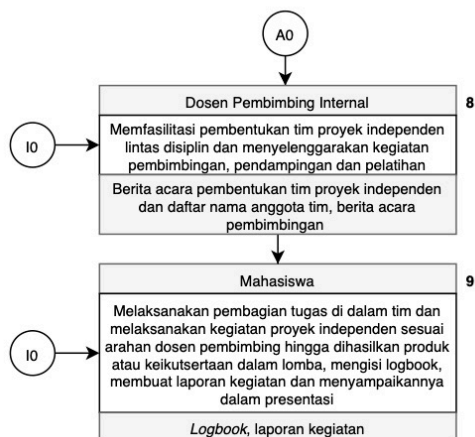 A0
Dosen Pembimbing Internal
8
I0
Memfasilitasi pembentukan tim proyek independen
lintas disiplin dan menyelenggarakan kegiatan
pembimbingan, pendampingan dan pelatihan
Berita acara pembentukan tim proyek independen
dan daftar nama anggota tim, berita acara
pembimbingan
Mahasiswa
9
I0
Melaksanakan pembagian tugas di dalam tim dan
melaksanakan kegiatan proyek independen sesuai
arahan dosen pembimbing hingga dihasilkan produk
atau keikutsertaan dalam lomba, mengisi logbook,
membuat laporan kegiatan dan menyampaikannya
dalam presentasi
Logbook, laporan kegiatan